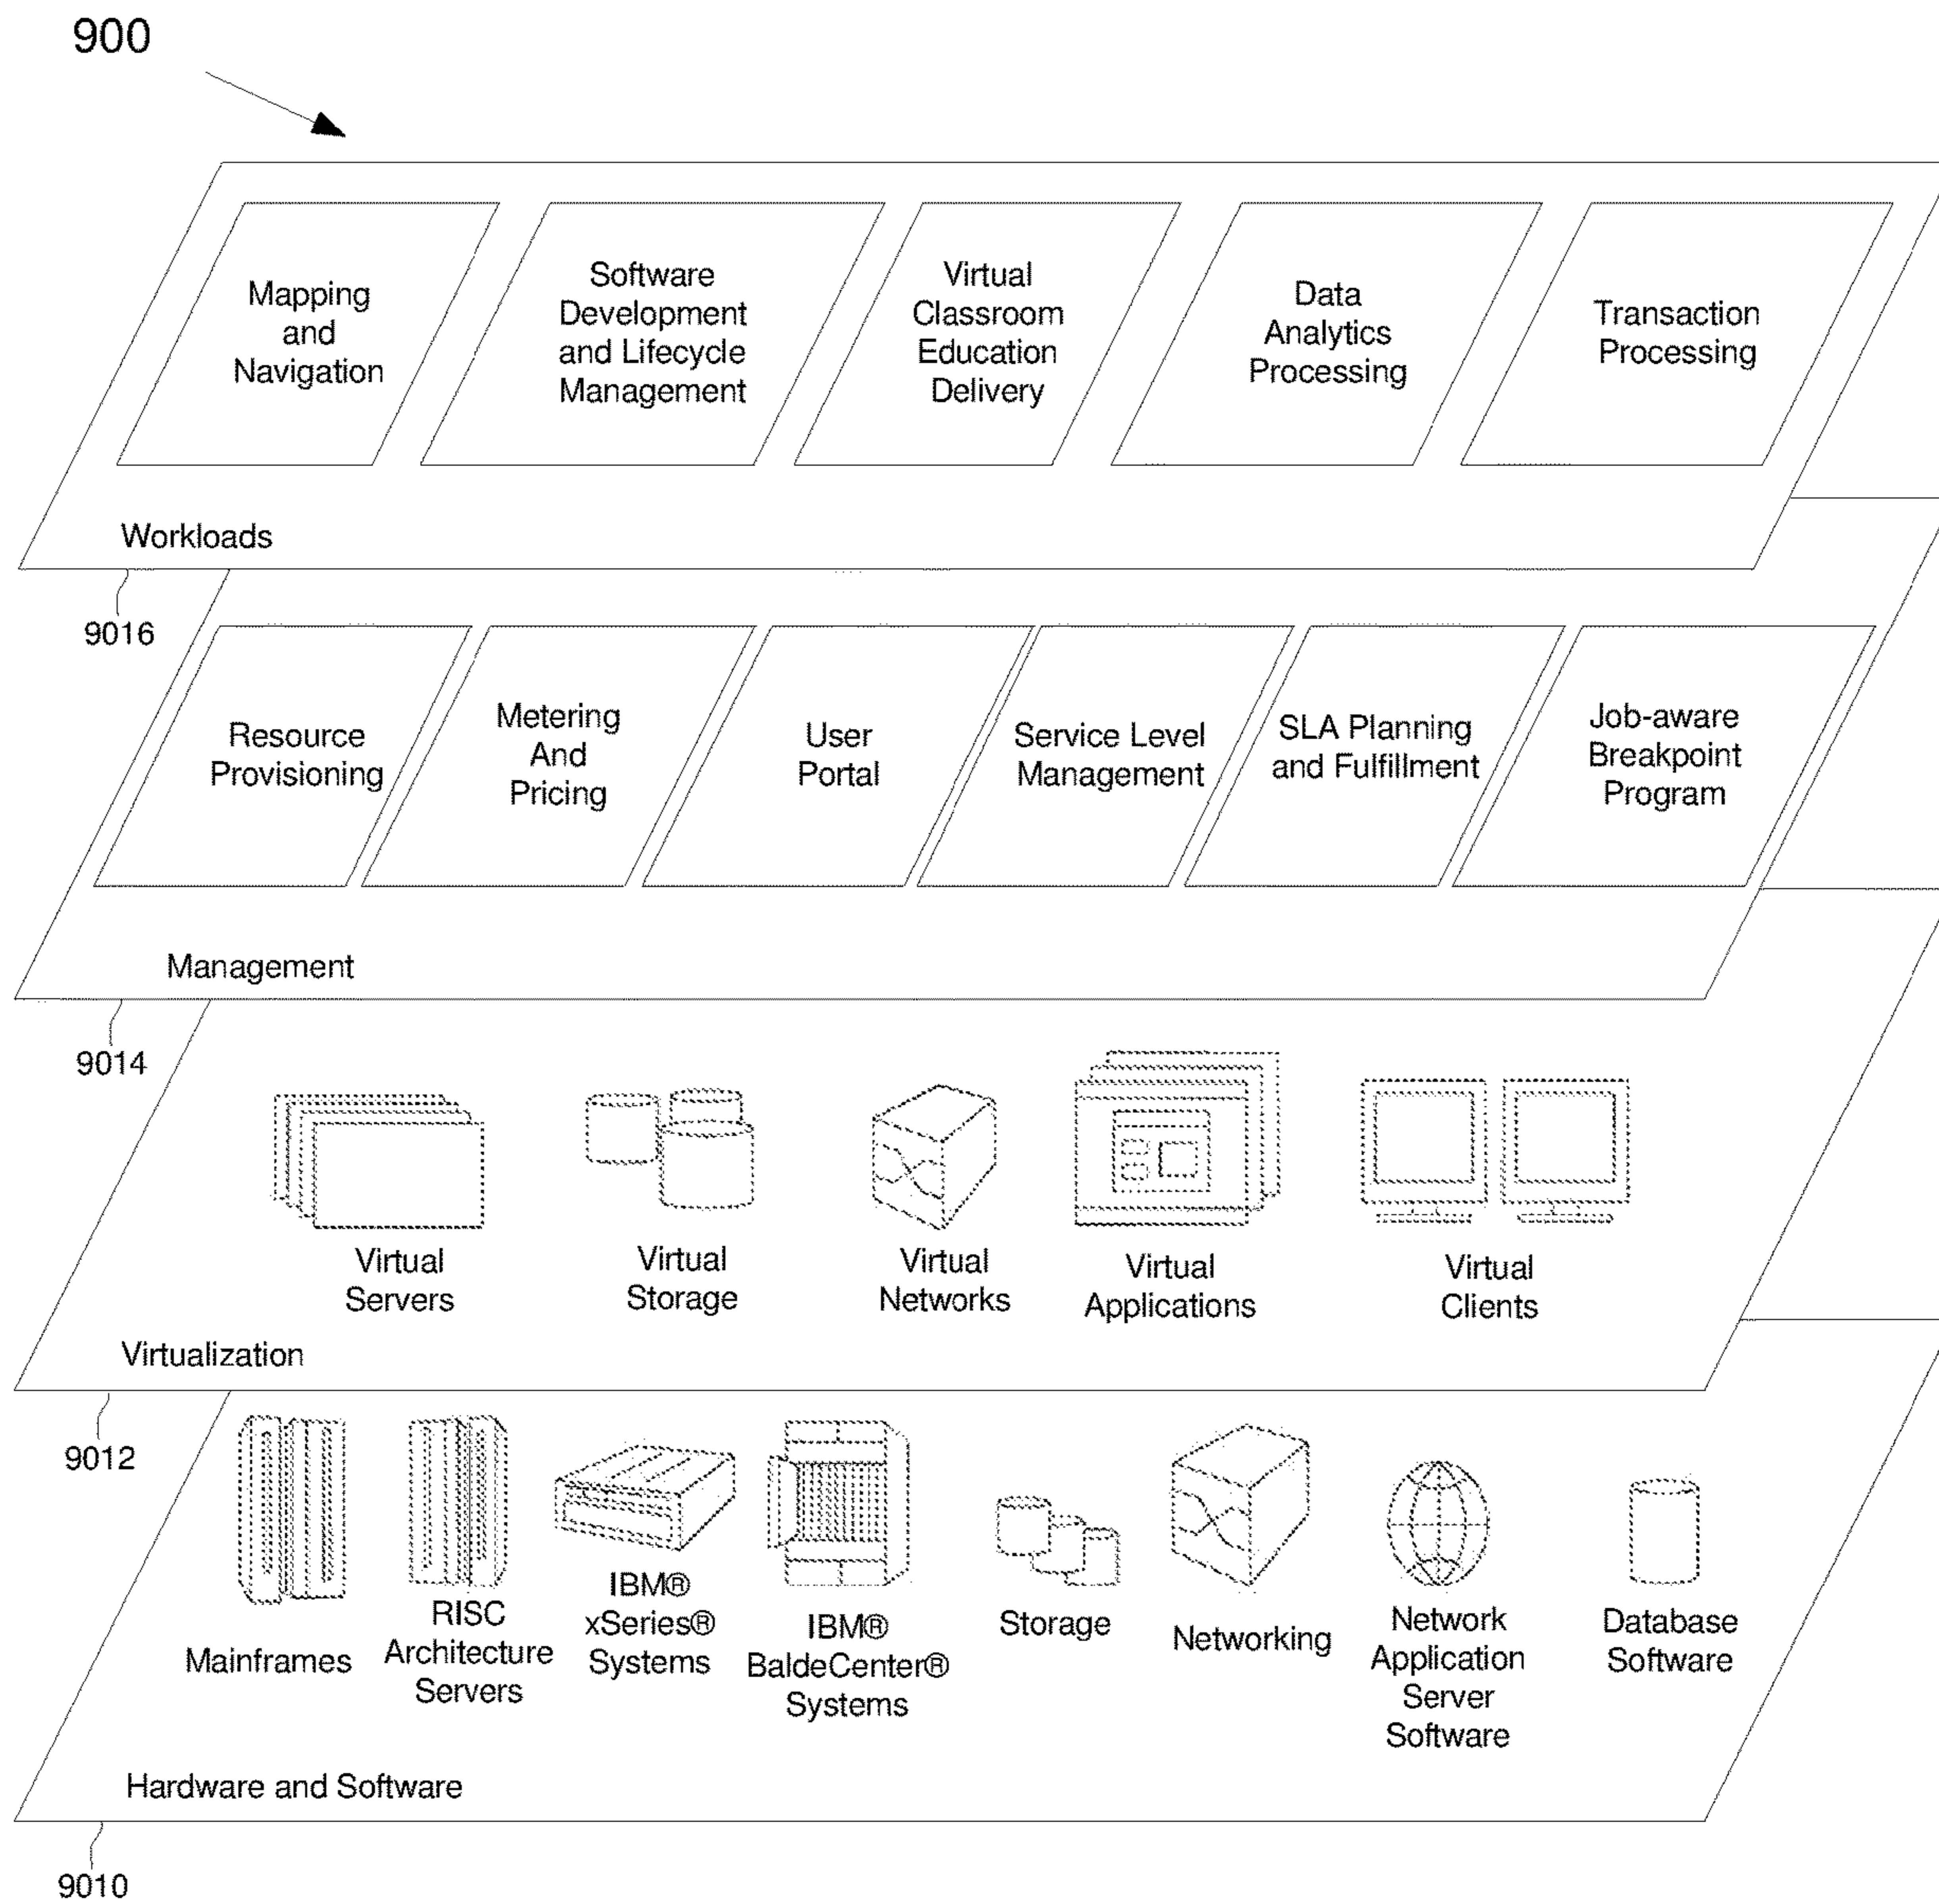 900
Mapping
and
Navigation
Software
Development
and Lifecycle
Management
Virtual
Classroom
Education
Delivery
Data
Analytics
Processing
Transaction
Processing
Workloads
9016
Resource
Provisioning
Metering
And
Pricing
User
Portal
Service Level
Management
SLA Planning
and Fulfillment
Job-aware
Breakpoint
Program
Management
9014
Virtual
Servers
Virtual
Storage
Virtual
Networks
Virtual
Applications
Virtual
Clients
Virtualization
9012
Mainframes
RISC
Architecture
Servers
IBM®
xSeries®
Systems
IBM®
BaldeCenter®
Systems
Storage
Networking
Network
Application
Server
Software
Database
Software
Hardware and Software
9010